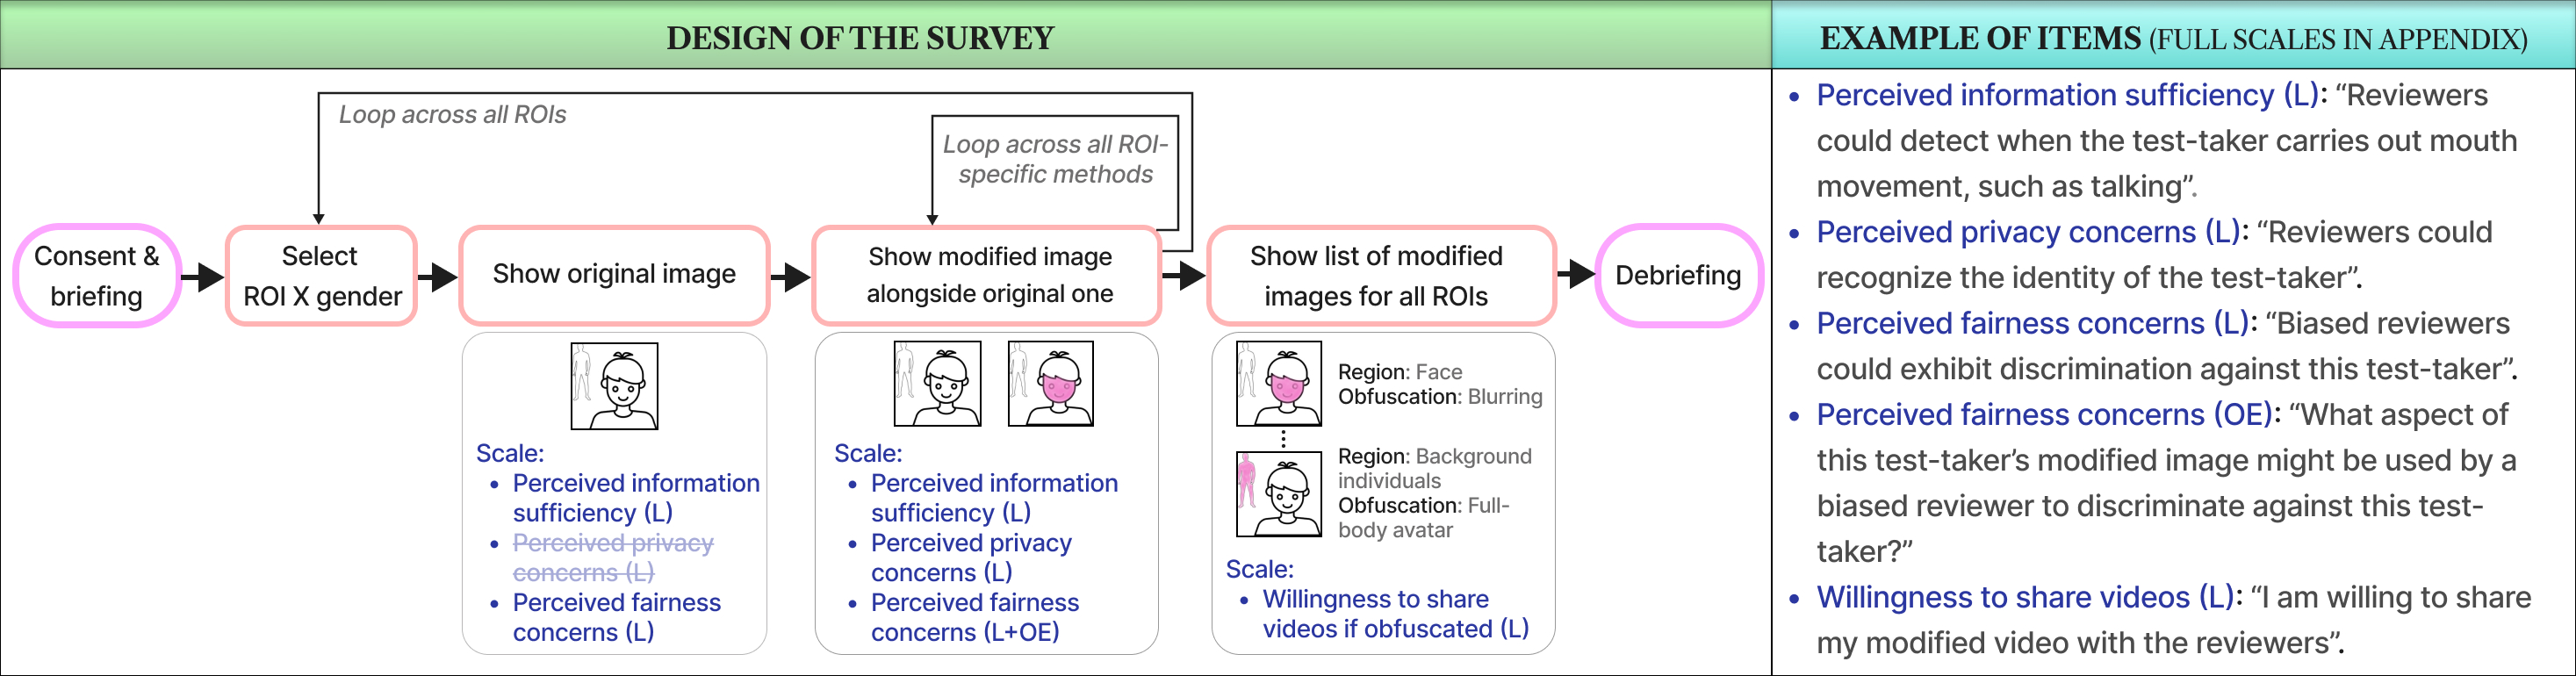 DESIGN OF THE SURVEY
Loop across all ROIs
Loop across all ROI-
specific methods
Consent &
briefing
Select
ROI X gender
Show original image
Show modified image
alongside original one
Show list of modified
images for all ROIs
Debriefing
Scale:
• Perceived information
sufficiency (L)
• Perceived privacy
concerns (L)
• Perceived fairness
concerns (L)
Scale:
• Perceived information
sufficiency (L)
• Perceived privacy
concerns (L)
• Perceived fairness
concerns (L+OE)
Region: Face
Obfuscation: Blurring
Region: Background
individuals
Obfuscation: Full-
body avatar
Scale:
• Willingness to share
videos if obfuscated (L)
EXAMPLE OF ITEMS (FULL SCALES IN APPENDIX)
• Perceived information sufficiency (L): “Reviewers
could detect when the test-taker carries out mouth
movement, such as talking”.
• Perceived privacy concerns (L): “Reviewers could
recognize the identity of the test-taker”.
• Perceived fairness concerns (L): “Biased reviewers
could exhibit discrimination against this test-taker”.
• Perceived fairness concerns (OE): “What aspect of
this test-taker’s modified image might be used by a
biased reviewer to discriminate against this test-
taker?”
• Willingness to share videos (L): “I am willing to share
my modified video with the reviewers”.